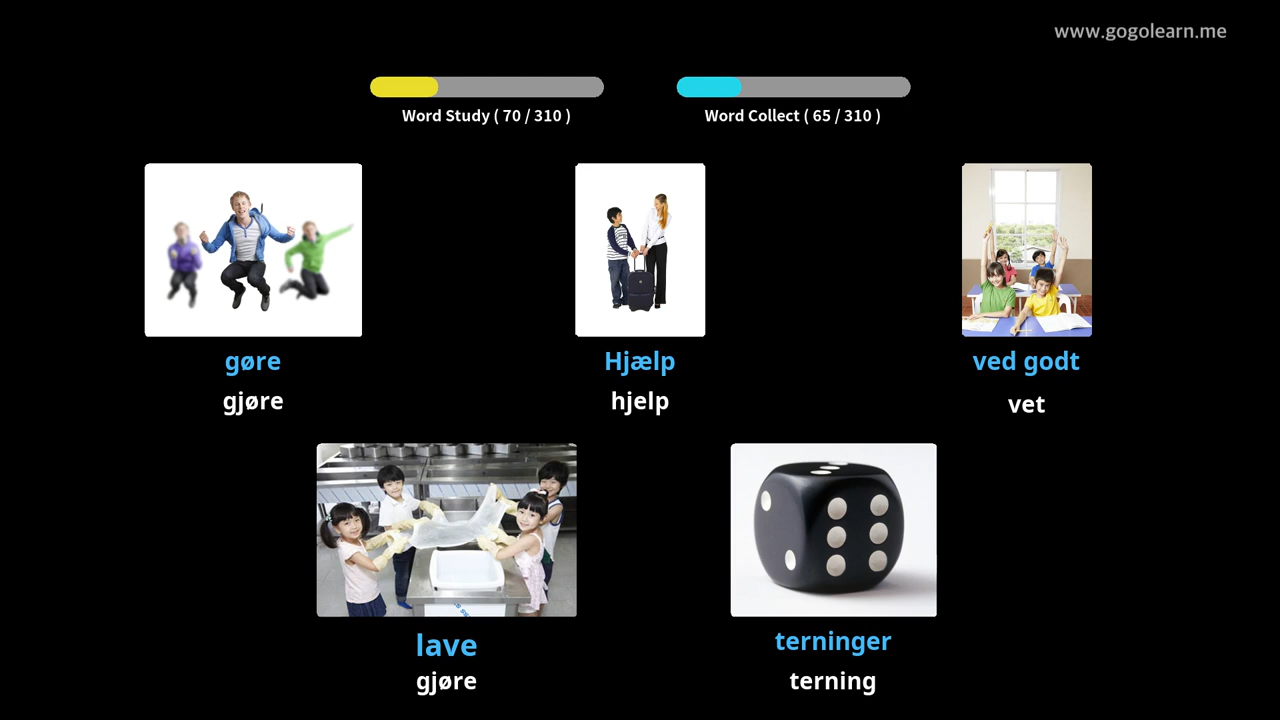 www.gogolearn.me
Word Study ( 70 / 310 )
Word Collect ( 65 / 310 )
gøre
gjøre
Hjælp
hjelp
ved godt
vet
lave
gjøre
terninger
terning